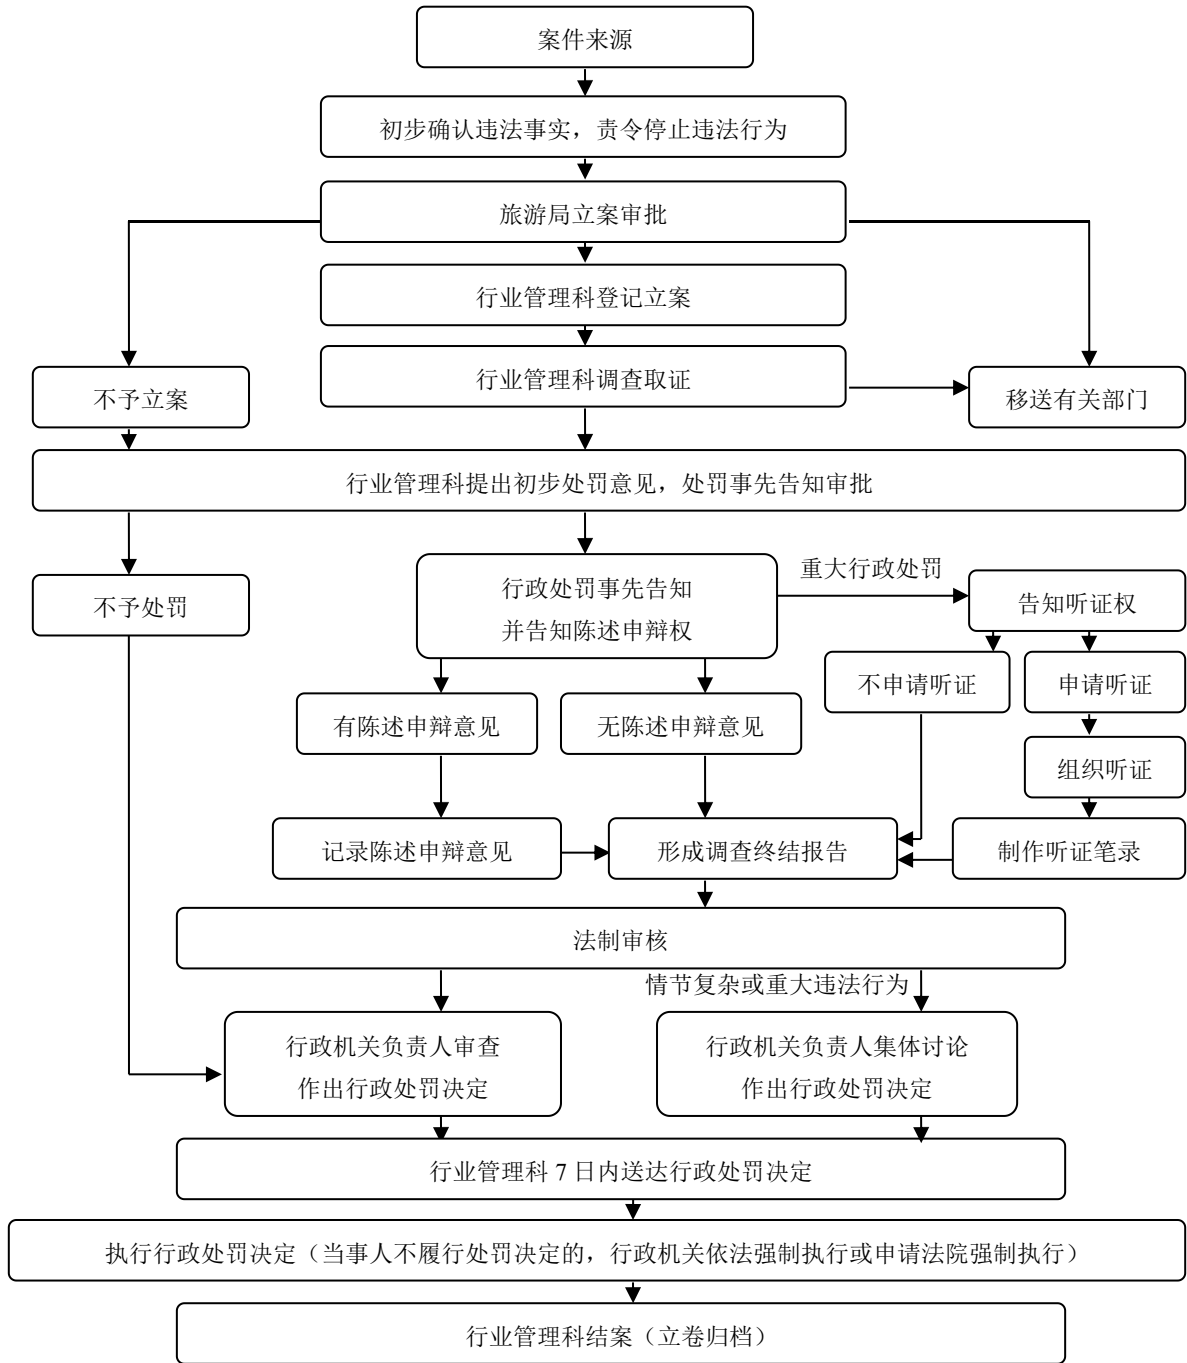 案件来源
初步确认违法事实，责令停止违法行为
旅游局立案审批
行业管理科登记立案
行业管理科调查取证
不予立案
移送有关部门
行业管理科提出初步处罚意见，处罚事先告知审批
不予处罚
行政处罚事先告知
并告知陈述申辩权
重大行政处罚
告知听证权
不申请听证
申请听证
有陈述申辩意见
无陈述申辩意见
组织听证
记录陈述申辩意见
形成调查终结报告
制作听证笔录
法制审核
情节复杂或重大违法行为
行政机关负责人审查
作出行政处罚决定
行政机关负责人集体讨论
作出行政处罚决定
行业管理科 7 日内送达行政处罚决定
执行行政处罚决定（当事人不履行处罚决定的，行政机关依法强制执行或申请法院强制执行）
行业管理科结案（立卷归档）